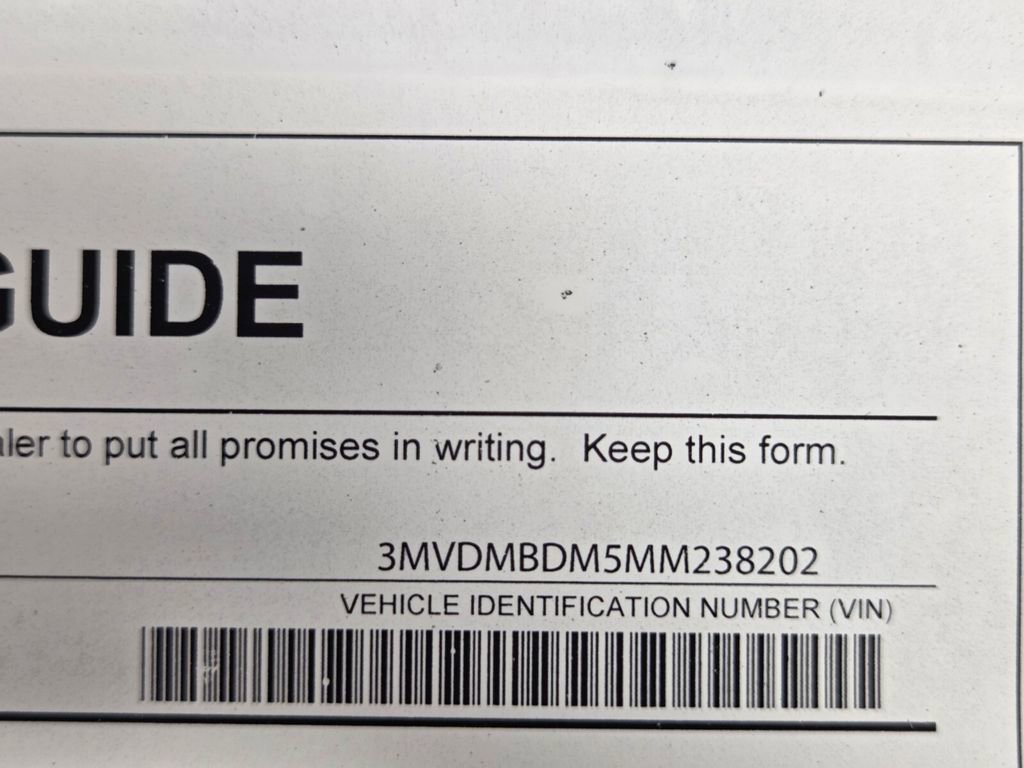 GUIDE
aler to put all promises in writing. Keep this form.
3MVDMBDM5MM238202
VEHICLE IDENTIFICATION NUMBER (VIN)